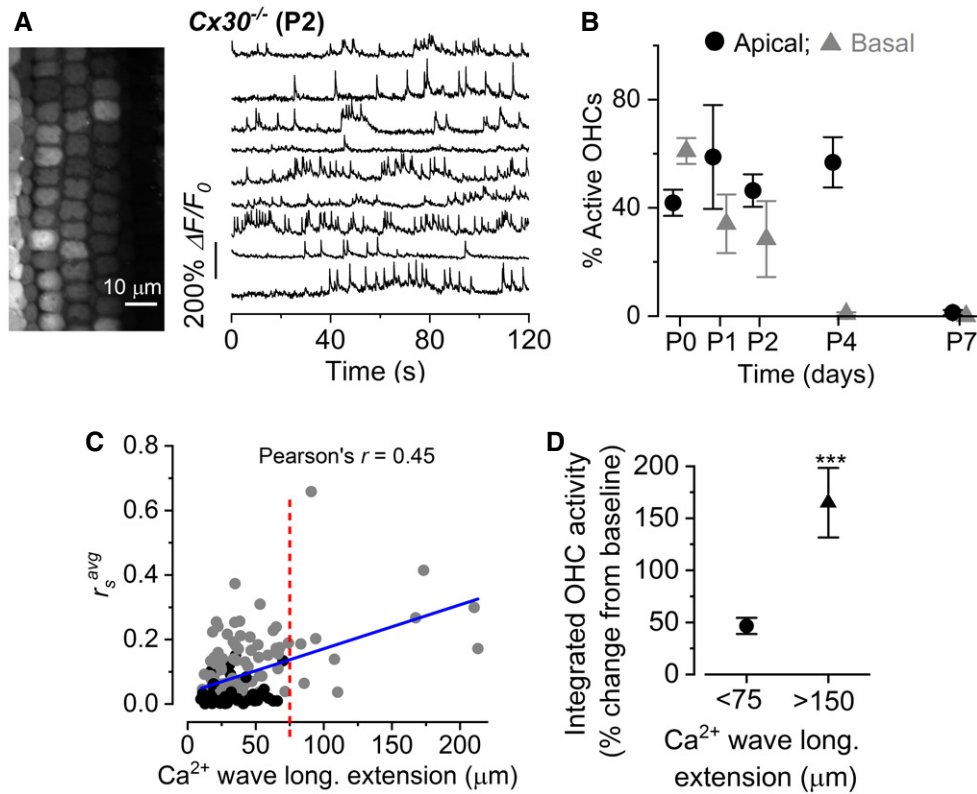 A
Cx30-/- (P2)
10 µm
200% ΔF/F0
0 40 80 120
Time (s)
B
Apical; Basal
% Active OHCs
80
40
0
P0 P1 P2 P4 P7
Time (days)
C
Pearson's r = 0.45
rs avg
0.8
0.6
0.4
0.2
0.0
0 50 100 150 200
Ca2+ wave long. extension (µm)
D
***
Integrated OHC activity
(% change from baseline)
200
150
100
50
0
<75 >150
Ca2+ wave long.
extension (µm)